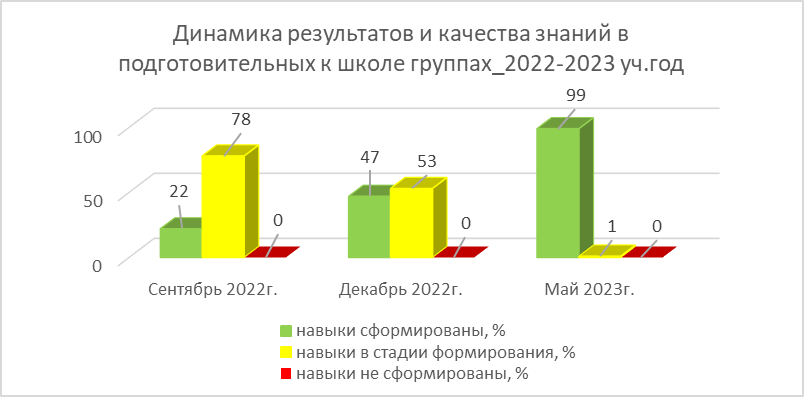 Динамика результатов и качества знаний в
подготовительных к школе группах_2022-2023 уч.год
99
78
100
47
53
22
50
0
0
1
0
0
Сентябрь 2022г.
Декабрь 2022г.
Май 2023г.
навыки сформированы, %
навыки в стадии формирования, %
навыки не сформированы, %